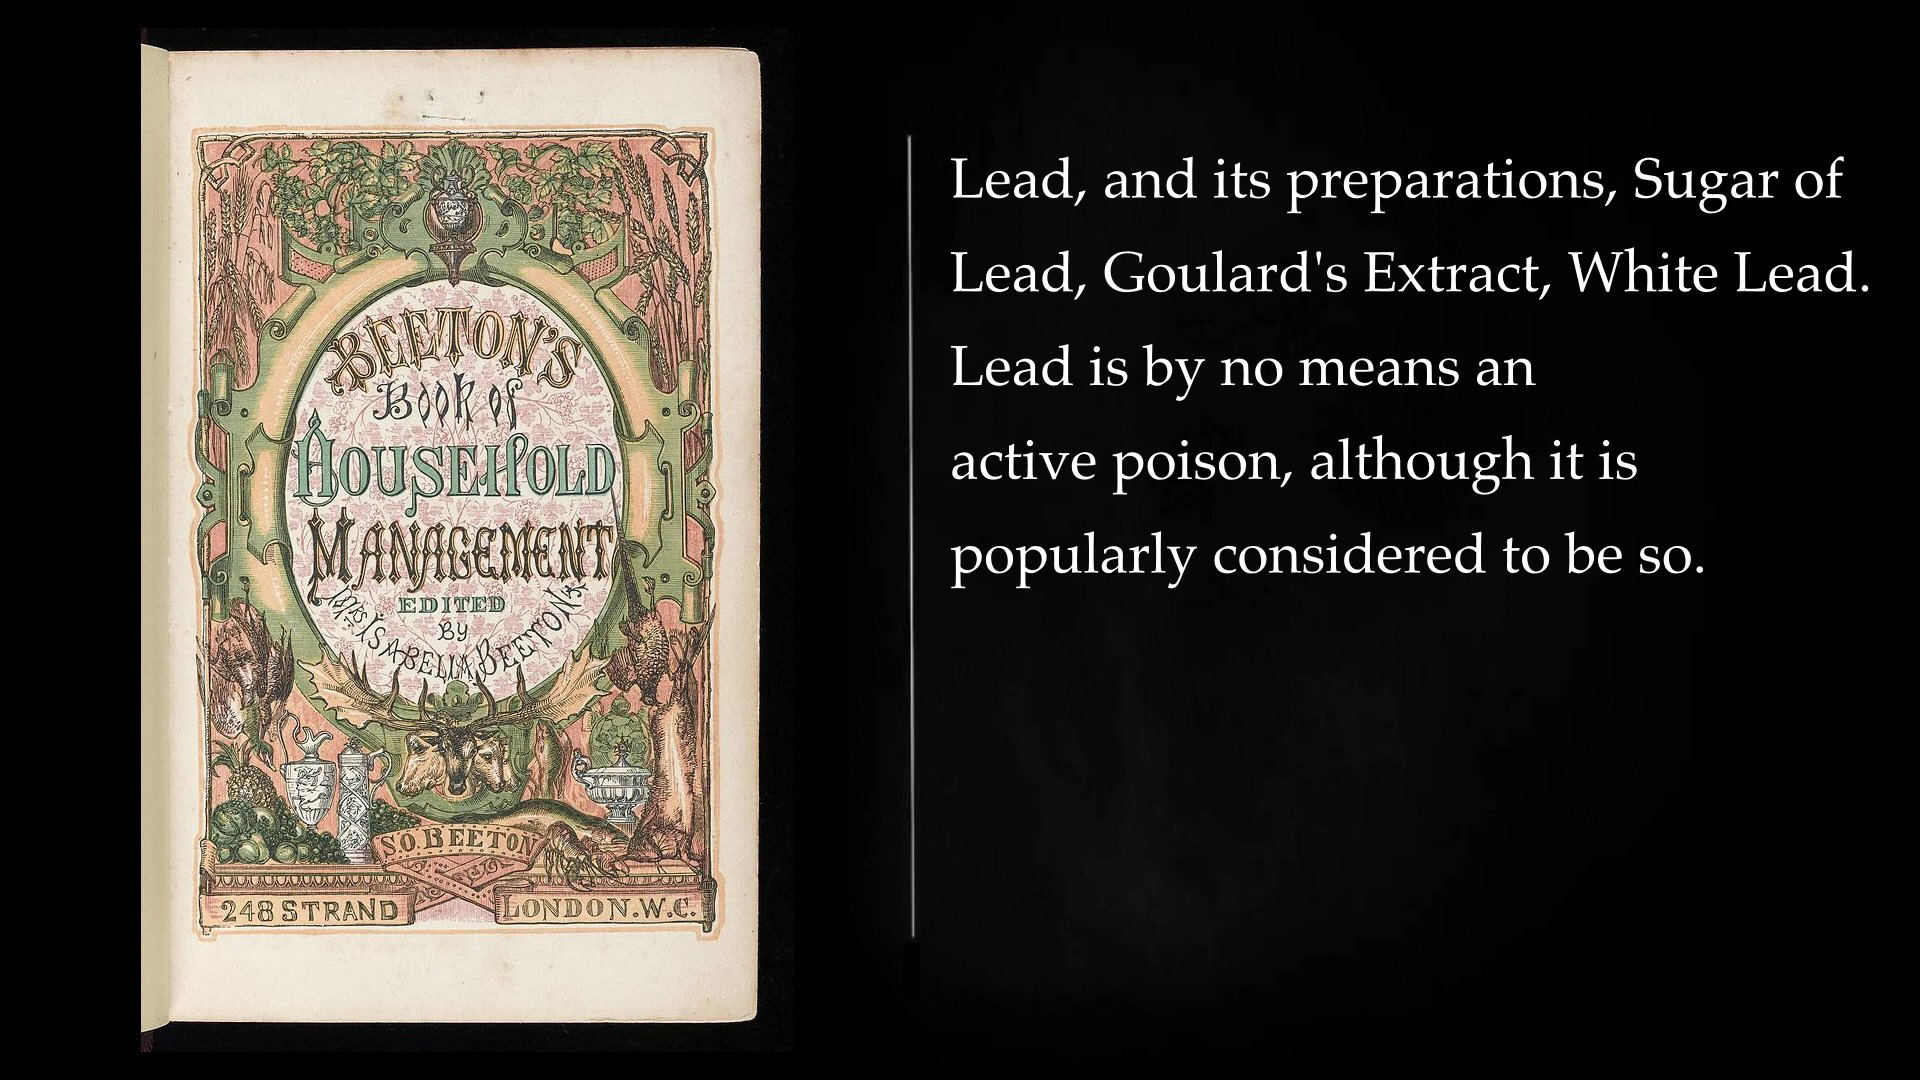 BEETON'S
Book of
HOUSEHOLD
MANAGEMENT
EDITED
BY
MRS ISABELLA BEETON
S.O. BEETON
248 STRAND
LONDON. W.C.
Lead, and its preparations, Sugar of
Lead, Goulard's Extract, White Lead.
Lead is by no means an
active poison, although it is
popularly considered to be so.